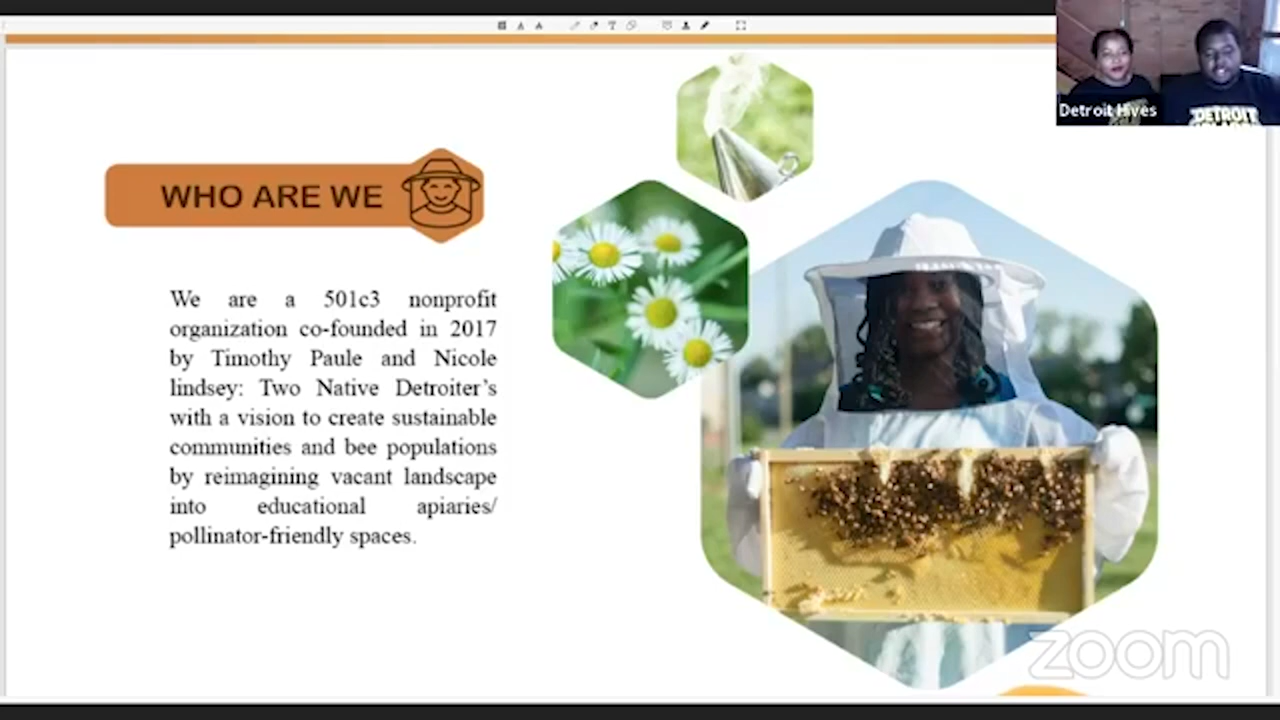 Detroit Hives
DETROIT
WHO ARE WE
We are a 501c3 nonprofit
organization co-founded in 2017
by Timothy Paule and Nicole
lindsey: Two Native Detroiter's
with a vision to create sustainable
communities and bee populations
by reimagining vacant landscape
into educational apiaries/
pollinator-friendly spaces.
zoom